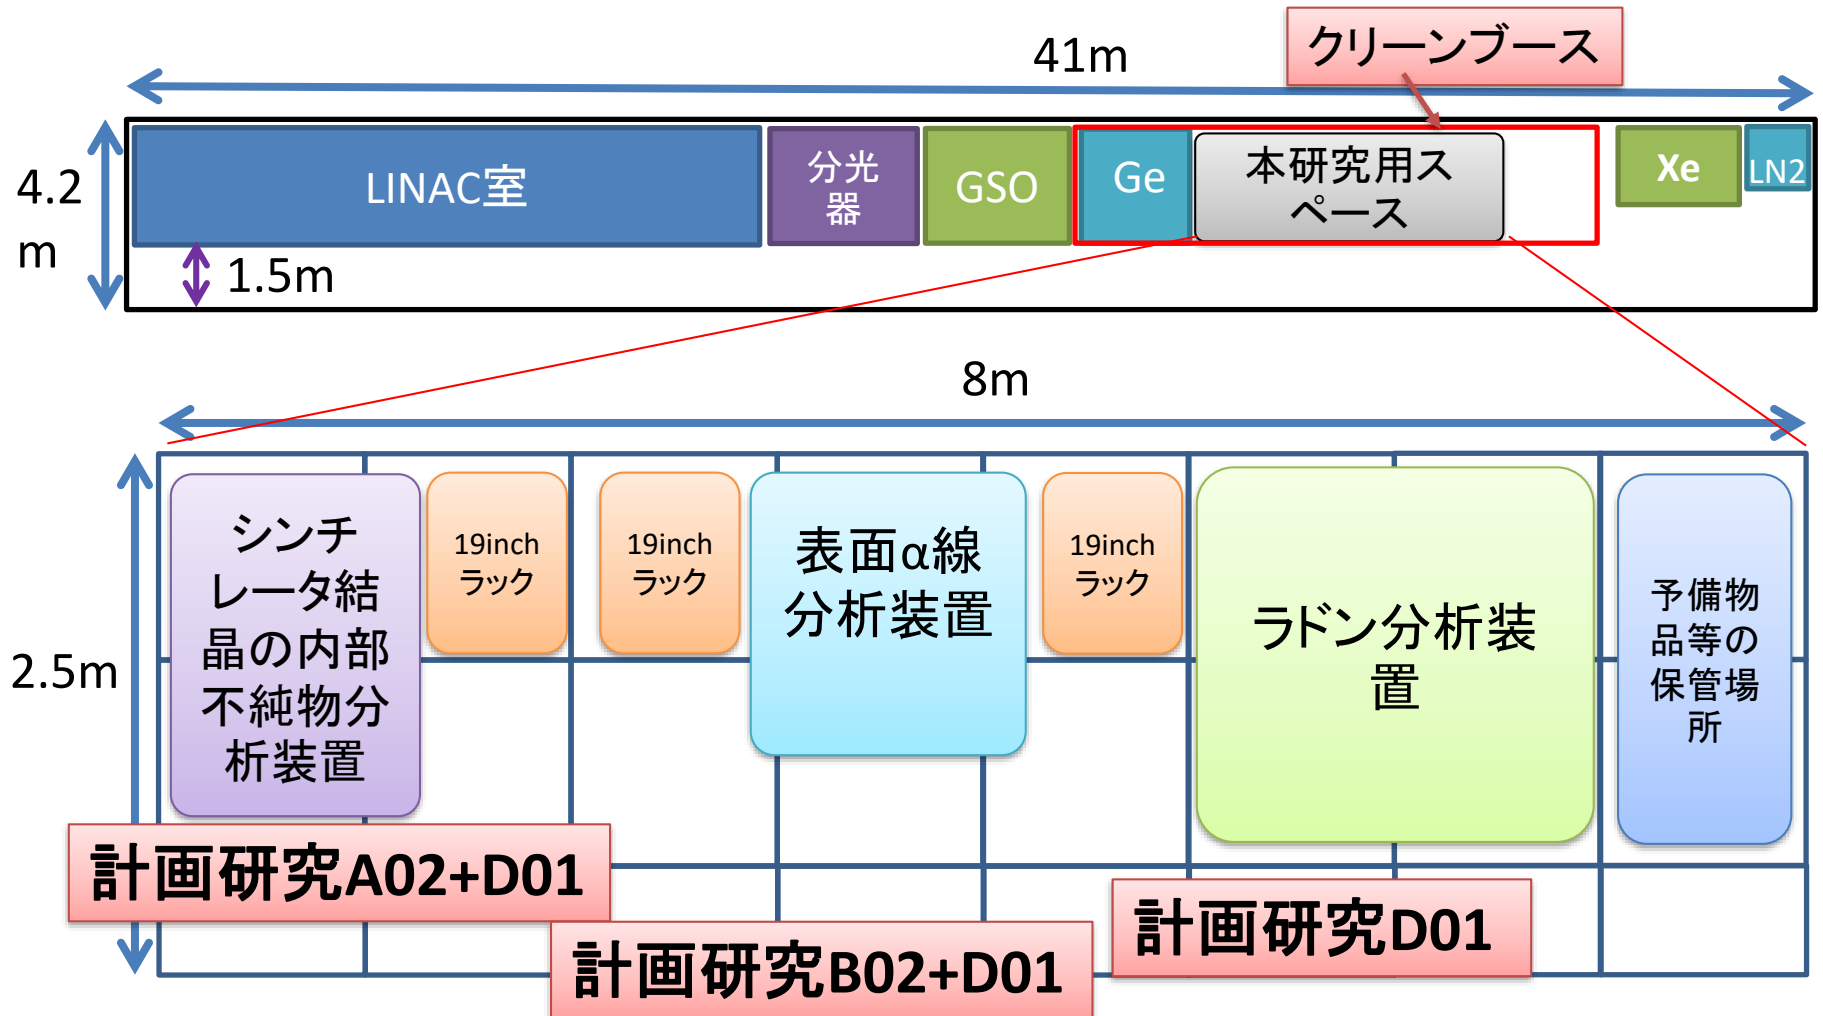 41m
クリーンブース
4.2
m
LINAC室
分光
器
GSO
Ge
本研究用ス
ペース
Xe
LN2
1.5m
8m
2.5m
シンチ
レータ結
晶の内部
不純物分
析装置
19inch
ラック
19inch
ラック
表面α線
分析装置
19inch
ラック
ラドン分析装
置
予備物
品等の
保管場
所
計画研究A02+D01
計画研究B02+D01
計画研究D01